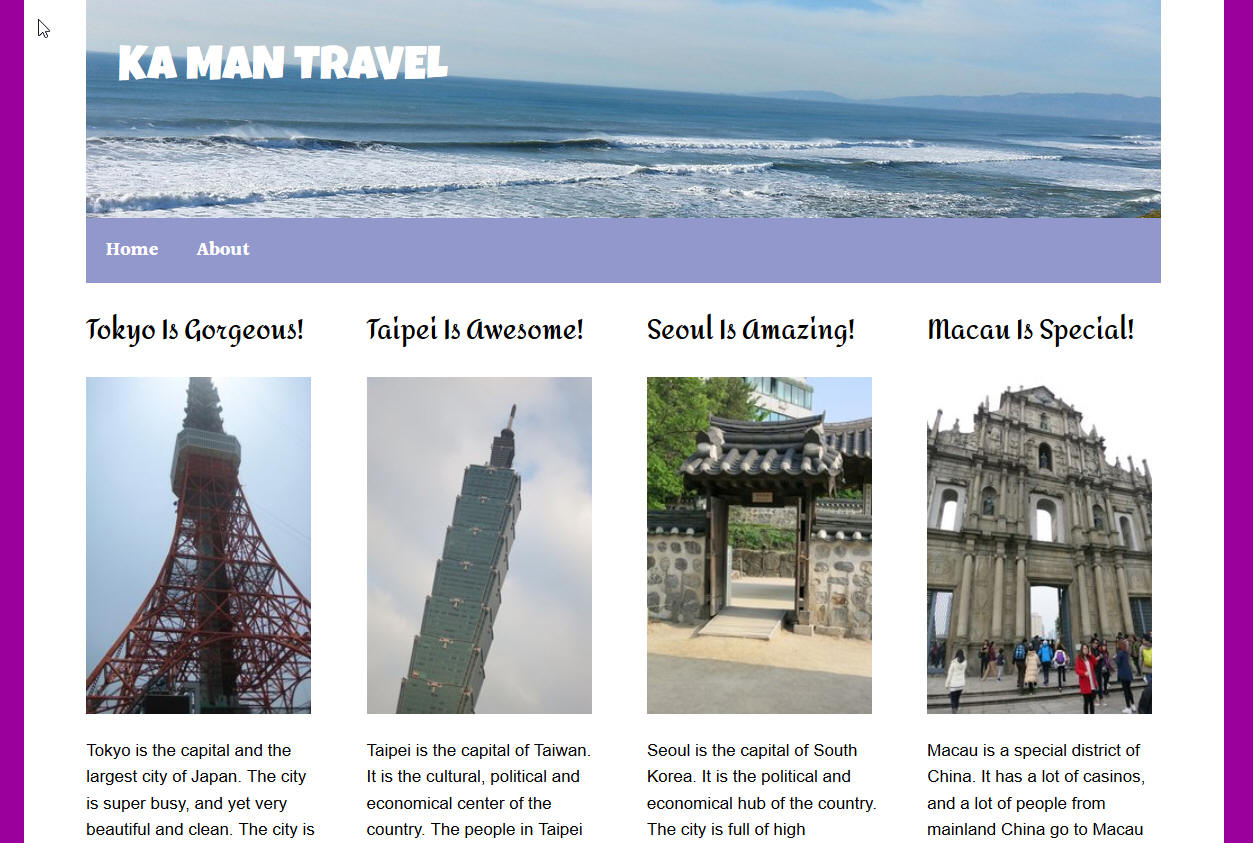 KA MAN TRAVEL
Home About
Tokyo Is Gorgeous!
Taipei Is Awesome!
Seoul Is Amazing!
Macau Is Special!
Tokyo is the capital and the
largest city of Japan. The city
is super busy, and yet very
beautiful and clean. The city is
Taipei is the capital of Taiwan.
It is the cultural, political and
economical center of the
country. The people in Taipei
Seoul is the capital of South
Korea. It is the political and
economical hub of the country.
The city is full of high
Macau is a special district of
China. It has a lot of casinos,
and a lot of people from
mainland China go to Macau